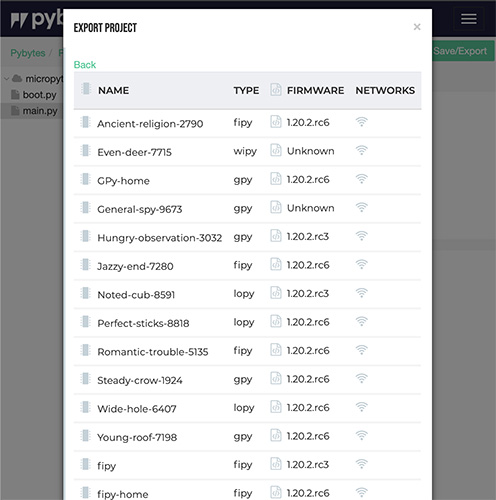 pyb
EXPORT PROJECT
×
Pybytes /
Save/Export
Back
micropyt
boot.py
main.py
NAME TYPE FIRMWARE NETWORKS
Ancient-religion-2790 fipy 1.20.2.rc6
Even-deer-7715 wipy Unknown
GPy-home gpy 1.20.2.rc6
General-spy-9673 gpy Unknown
Hungry-observation-3032 gpy 1.20.2.rc3
Jazzy-end-7280 fipy 1.20.2.rc6
Noted-cub-8591 lopy 1.20.2.rc3
Perfect-sticks-8818 lopy 1.20.2.rc6
Romantic-trouble-5135 fipy 1.20.2.rc6
Steady-crow-1924 gpy 1.20.2.rc6
Wide-hole-6407 lopy 1.20.2.rc6
Young-roof-7198 gpy 1.20.2.rc6
fipy fipy 1.20.2.rc3
fipy-home fipy 1.20.2.rc6